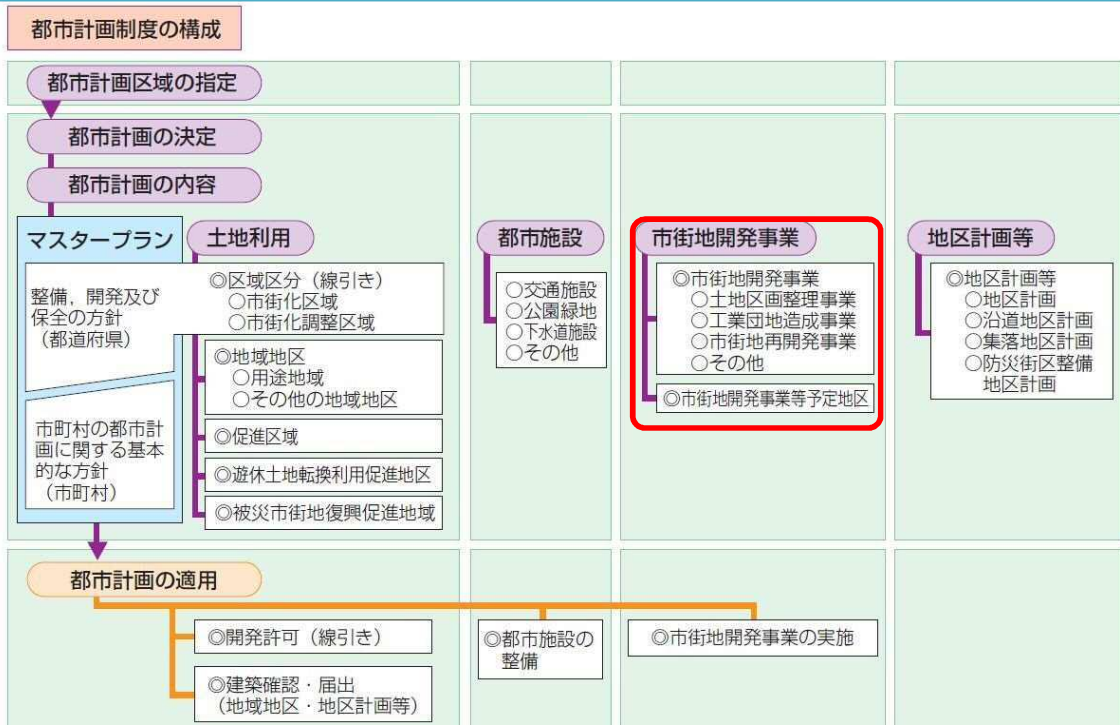 都市計画制度の構成
都市計画区域の指定
都市計画の決定
都市計画の内容
マスタープラン
整備，開発及び
保全の方針
（都道府県）
市町村の都市計
画に関する基本
的な方針
（市町村）
土地利用
◎区域区分（線引き）
○市街化区域
○市街化調整区域
◎地域地区
○用途地域
○その他の地域地区
◎促進区域
◎遊休土地転換利用促進地区
◎被災市街地復興促進地域
都市施設
○交通施設
○公園緑地
○下水道施設
○その他
市街地開発事業
◎市街地開発事業
○土地区画整理事業
○工業団地造成事業
○市街地再開発事業
○その他
◎市街地開発事業等予定地区
地区計画等
◎地区計画等
○地区計画
○沿道地区計画
○集落地区計画
○防災街区整備
地区計画
都市計画の適用
◎開発許可（線引き）
◎建築確認・届出
（地域地区・地区計画等）
◎都市施設の
整備
◎市街地開発事業の実施